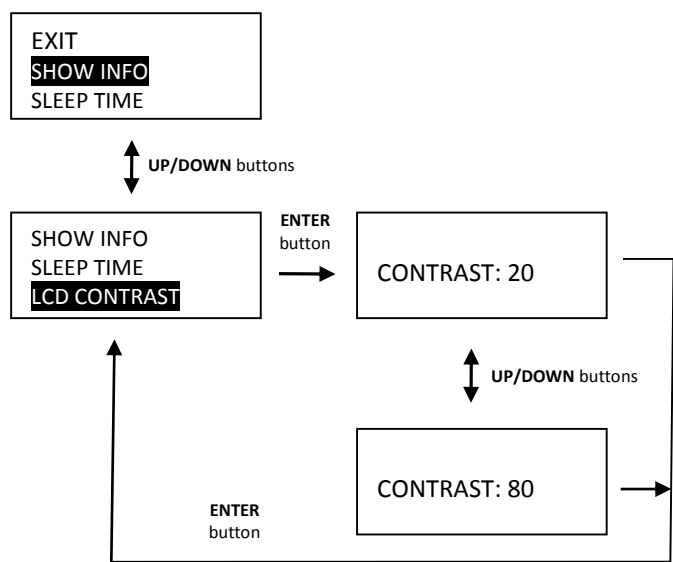 EXIT
SHOW INFO
SLEEP TIME
UP/DOWN buttons
SHOW INFO
SLEEP TIME
LCD CONTRAST
ENTER
button
CONTRAST: 20
UP/DOWN buttons
CONTRAST: 80
ENTER
button